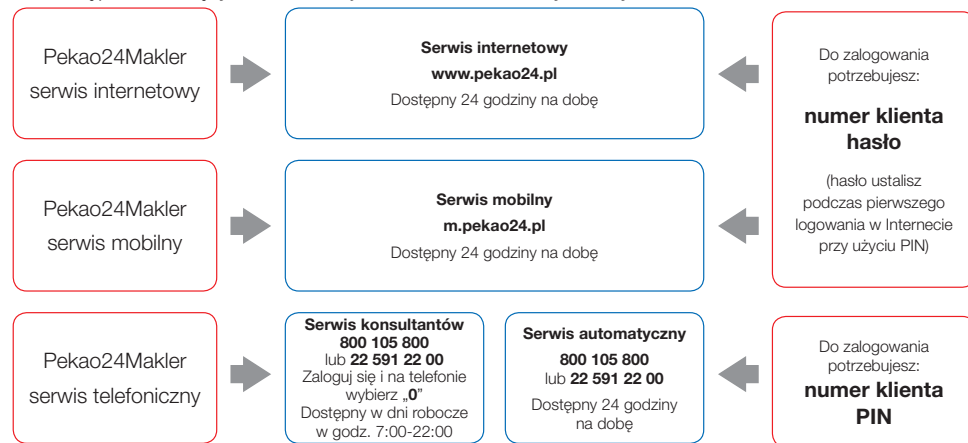 Pekao24Makler
serwis internetowy
Serwis internetowy
www.pekao24.pl
Dostępny 24 godziny na dobę
Do zalogowania
potrzebujesz:
numer klienta
hasło
(hasło ustalisz
podczas pierwszego
logowania w Internecie
przy użyciu PIN)
Pekao24Makler
serwis mobilny
Serwis mobilny
m.pekao24.pl
Dostępny 24 godziny na dobę
Pekao24Makler
serwis telefoniczny
Serwis konsultantów
800 105 800
lub 22 591 22 00
Zaloguj się i na telefonie
wybierz „0”
Dostępny w dni robocze
w godz. 7:00-22:00
Serwis automatyczny
800 105 800
lub 22 591 22 00
Dostępny 24 godziny
na dobę
Do zalogowania
potrzebujesz:
numer klienta
PIN